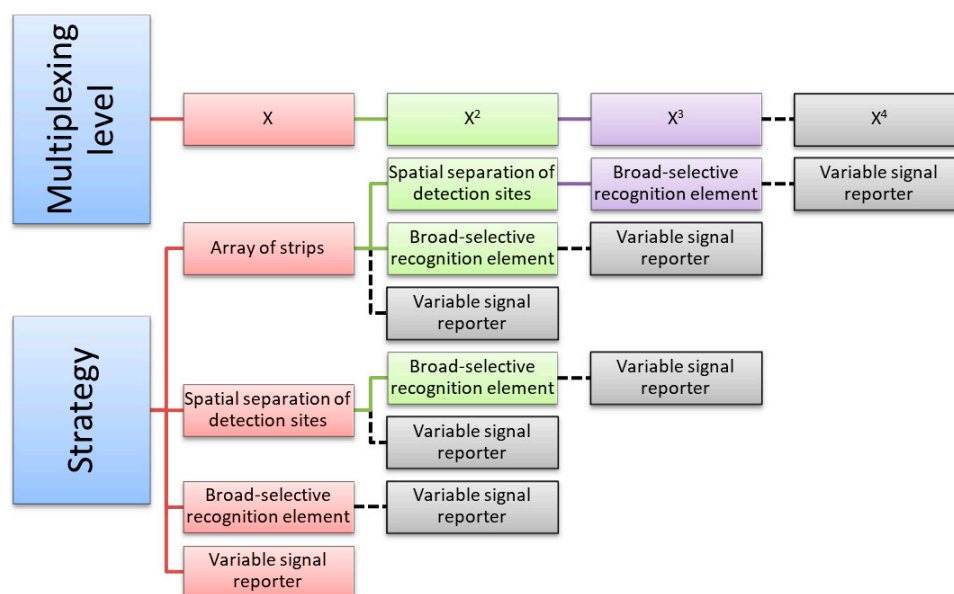 Multiplexing
level
X
X²
X³
X⁴
Spatial separation of
detection sites
Broad-selective
recognition element
Variable signal
reporter
Array of strips
Broad-selective
recognition element
Variable signal
reporter
Variable signal
reporter
Strategy
Spatial separation of
detection sites
Broad-selective
recognition element
Variable signal
reporter
Variable signal
reporter
Broad-selective
recognition element
Variable signal
reporter
Variable signal
reporter